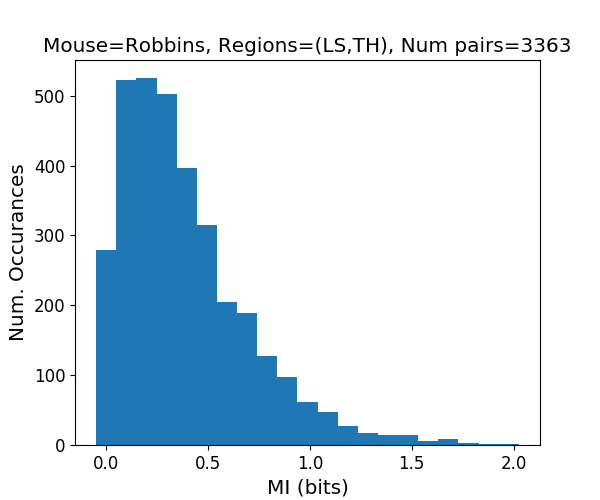 Mouse=Robbins, Regions=(LS,TH), Num pairs=3363
Num. Occurances
500
400
300
200
100
0
0.0 0.5 1.0 1.5 2.0
MI (bits)